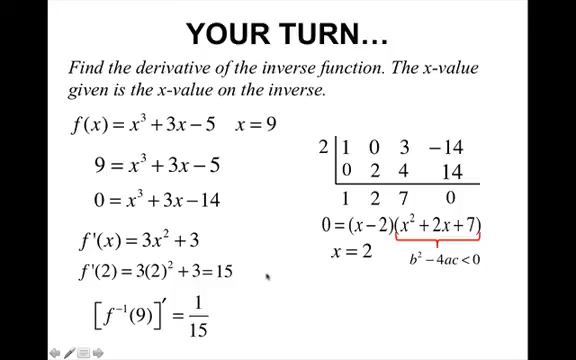 YOUR TURN…
Find the derivative of the inverse function. The x-value
given is the x-value on the inverse.
f(x) = x³ + 3x − 5 x = 9
9 = x³ + 3x − 5
0 = x³ + 3x − 14
f'(x) = 3x² + 3
f'(2) = 3(2)² + 3 = 15
[f⁻¹(9)]′ = 1/15
2 | 1 0 3 −14
0 2 4 14
1 2 7 0
0 = (x − 2)(x² + 2x + 7)
x = 2
b² − 4ac < 0